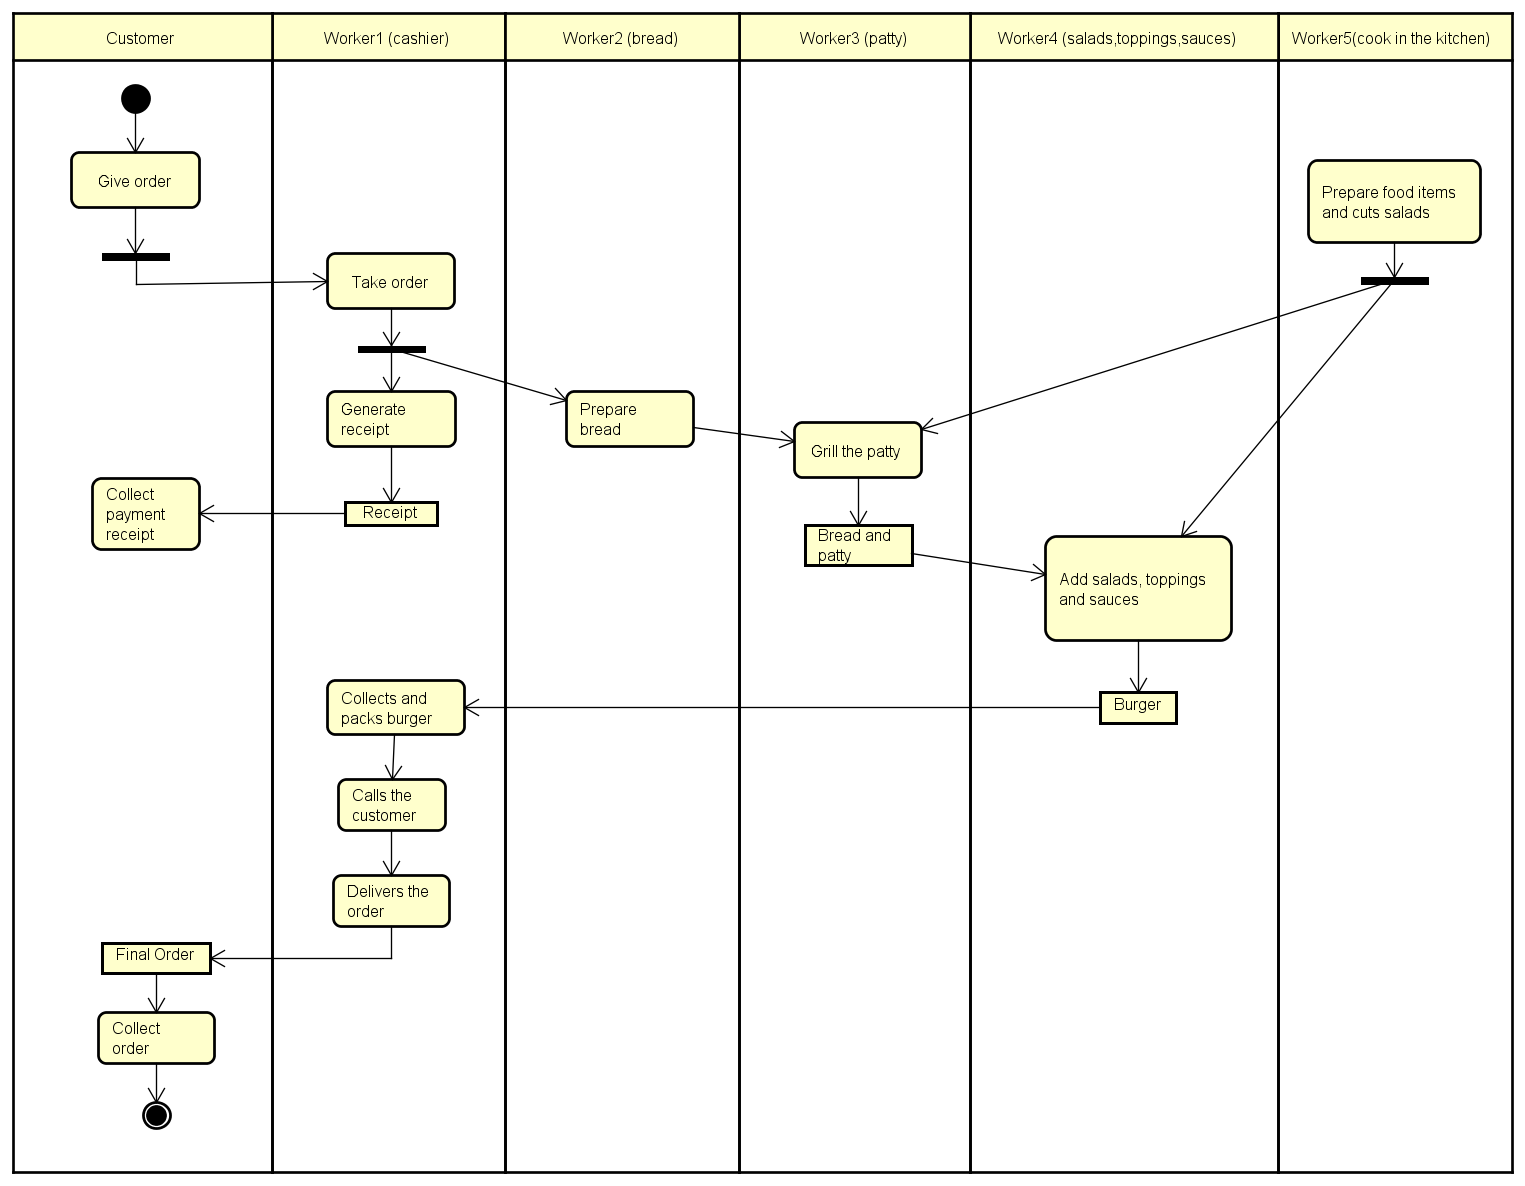 Customer
Worker1 (cashier)
Worker2 (bread)
Worker3 (patty)
Worker4 (salads,toppings,sauces)
Worker5(cook in the kitchen)
Give order
Prepare food items
and cuts salads
Take order
Generate
receipt
Prepare
bread
Grill the patty
Collect
payment
receipt
Receipt
Bread and
patty
Add salads, toppings
and sauces
Collects and
packs burger
Burger
Calls the
customer
Delivers the
order
Final Order
Collect
order